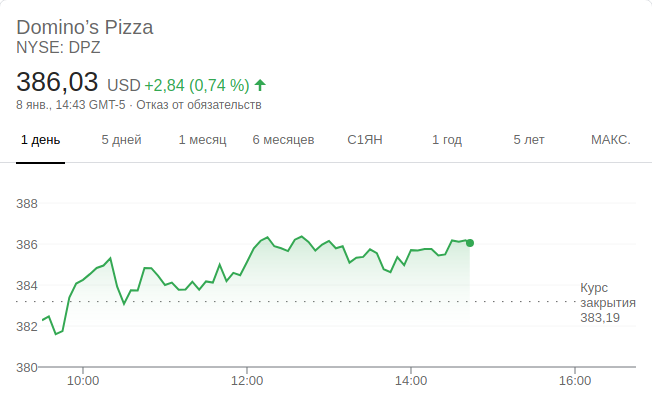 Domino’s Pizza
NYSE: DPZ
386,03 USD +2,84 (0,74 %)
8 янв., 14:43 GMT-5 · Отказ от обязательств
1 день 5 дней 1 месяц 6 месяцев С1ЯН 1 год 5 лет МАКС.
388
386
384
382
380
Курс
закрытия
383,19
10:00 12:00 14:00 16:00